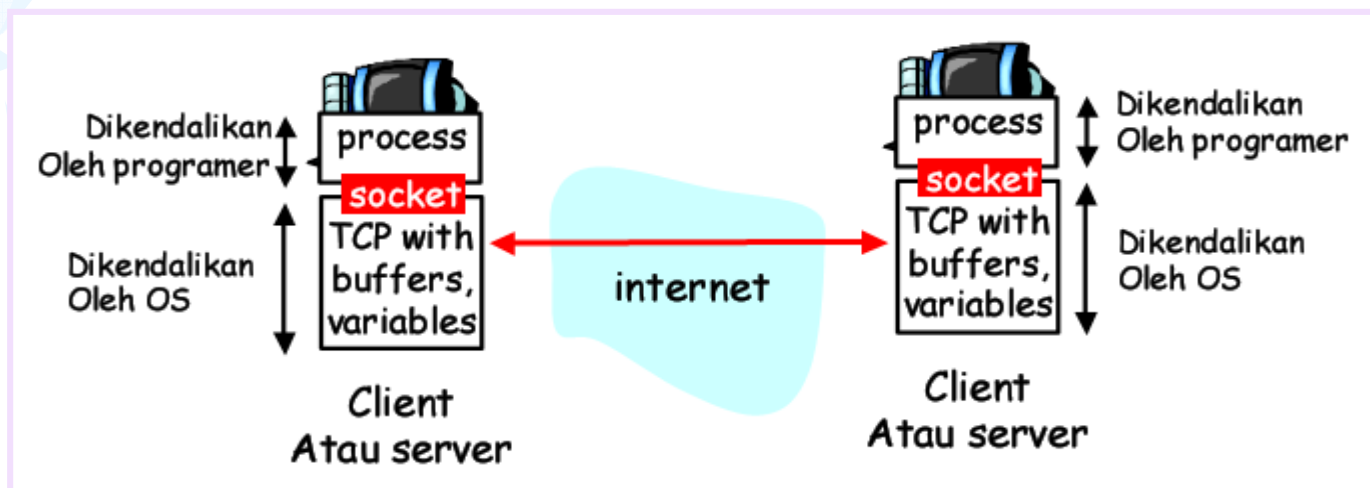 Dikendalikan
Oleh programer
process
socket
TCP with
buffers,
variables
Dikendalikan
Oleh OS
Client
Atau server
internet
process
Dikendalikan
Oleh programer
socket
TCP with
buffers,
variables
Dikendalikan
Oleh OS
Client
Atau server